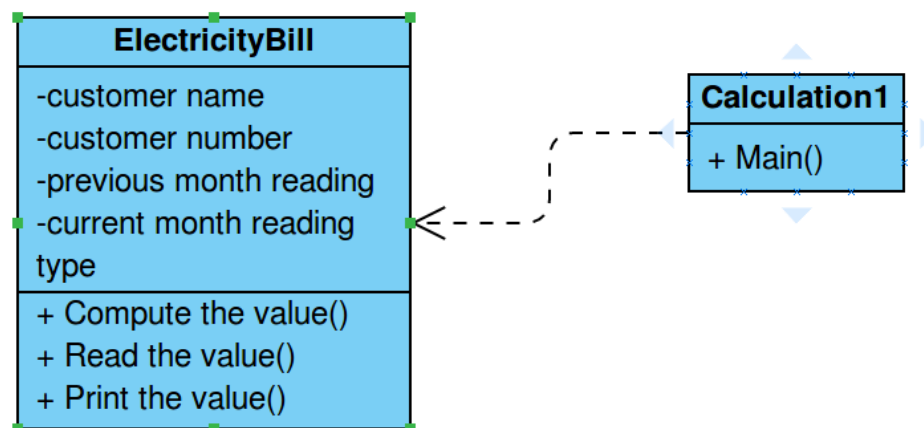 ElectricityBill
-customer name
-customer number
-previous month reading
-current month reading
type
+ Compute the value()
+ Read the value()
+ Print the value()
Calculation1
+ Main()